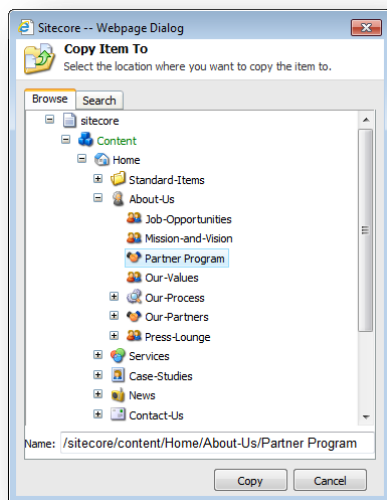 Sitecore -- Webpage Dialog
Copy Item To
Select the location where you want to copy the item to.
Browse Search
sitecore
Content
Home
Standard-Items
About-Us
Job-Opportunities
Mission-and-Vision
Partner Program
Our-Values
Our-Process
Our-Partners
Press-Lounge
Services
Case-Studies
News
Contact-Us
Name: /sitecore/content/Home/About-Us/Partner Program
Copy Cancel